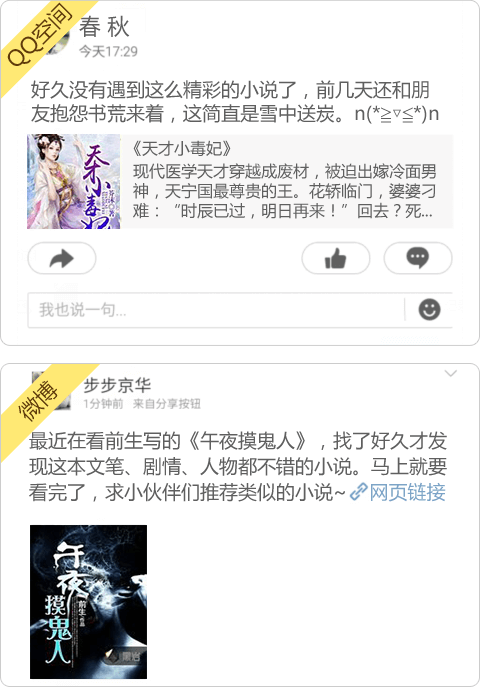 QQ空间
春 秋
今天17:29
好久没有遇到这么精彩的小说了，前几天还和朋
友抱怨书荒来着，这简直是雪中送炭。n(*≧▽≦*)n
天才小毒妃
芥沫 著
《天才小毒妃》
现代医学天才穿越成废材，被迫出嫁冷面男
神，天宁国最尊贵的王。花轿临门，婆婆刁
难：“时辰已过，明日再来！”回去？死...
我也说一句...
微博
步步京华
1分钟前 来自分享按钮
最近在看前生写的《午夜摸鬼人》，找了好久才发
现这本文笔、剧情、人物都不错的小说。马上就要
看完了，求小伙伴们推荐类似的小说~ 网页链接
午夜
摸鬼人
前生 作品
黑岩